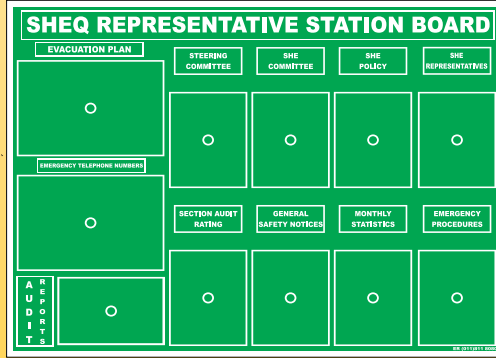 SHEQ REPRESENTATIVE STATION BOARD
EVACUATION PLAN
EMERGENCY TELEPHONE NUMBERS
AUDIT
REPORTS
STEERING
COMMITTEE
SHE
COMMITTEE
SHE
POLICY
SHE
REPRESENTATIVES
SECTION AUDIT
RATING
GENERAL
SAFETY NOTICES
MONTHLY
STATISTICS
EMERGENCY
PROCEDURES